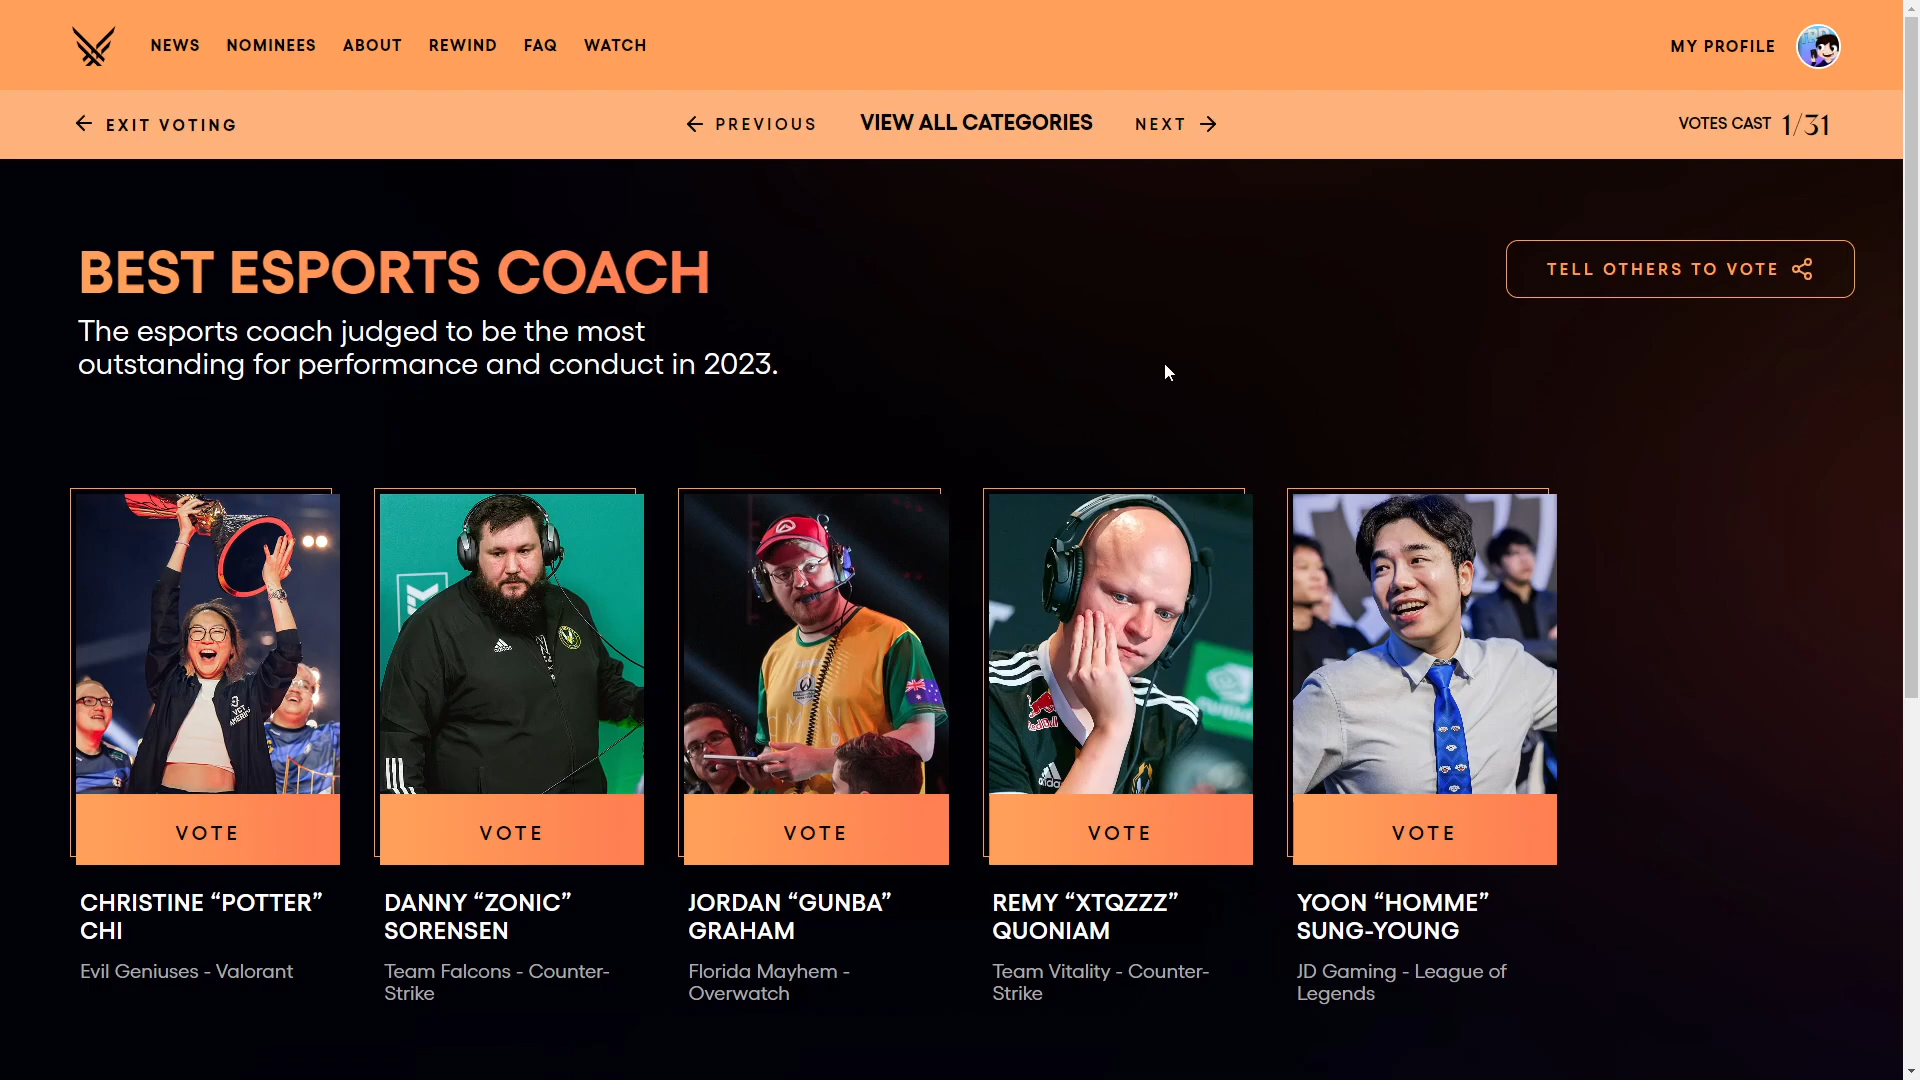 NEWS NOMINEES ABOUT REWIND FAQ WATCH MY PROFILE
EXIT VOTING PREVIOUS VIEW ALL CATEGORIES NEXT VOTES CAST 1/31
BEST ESPORTS COACH
TELL OTHERS TO VOTE
The esports coach judged to be the most
outstanding for performance and conduct in 2023.
VOTE VOTE VOTE VOTE VOTE
CHRISTINE “POTTER”
CHI
Evil Geniuses - Valorant
DANNY “ZONIC”
SORENSEN
Team Falcons - Counter-
Strike
JORDAN “GUNBA”
GRAHAM
Florida Mayhem -
Overwatch
REMY “XTQZZZ”
QUONIAM
Team Vitality - Counter-
Strike
YOON “HOMME”
SUNG-YOUNG
JD Gaming - League of
Legends